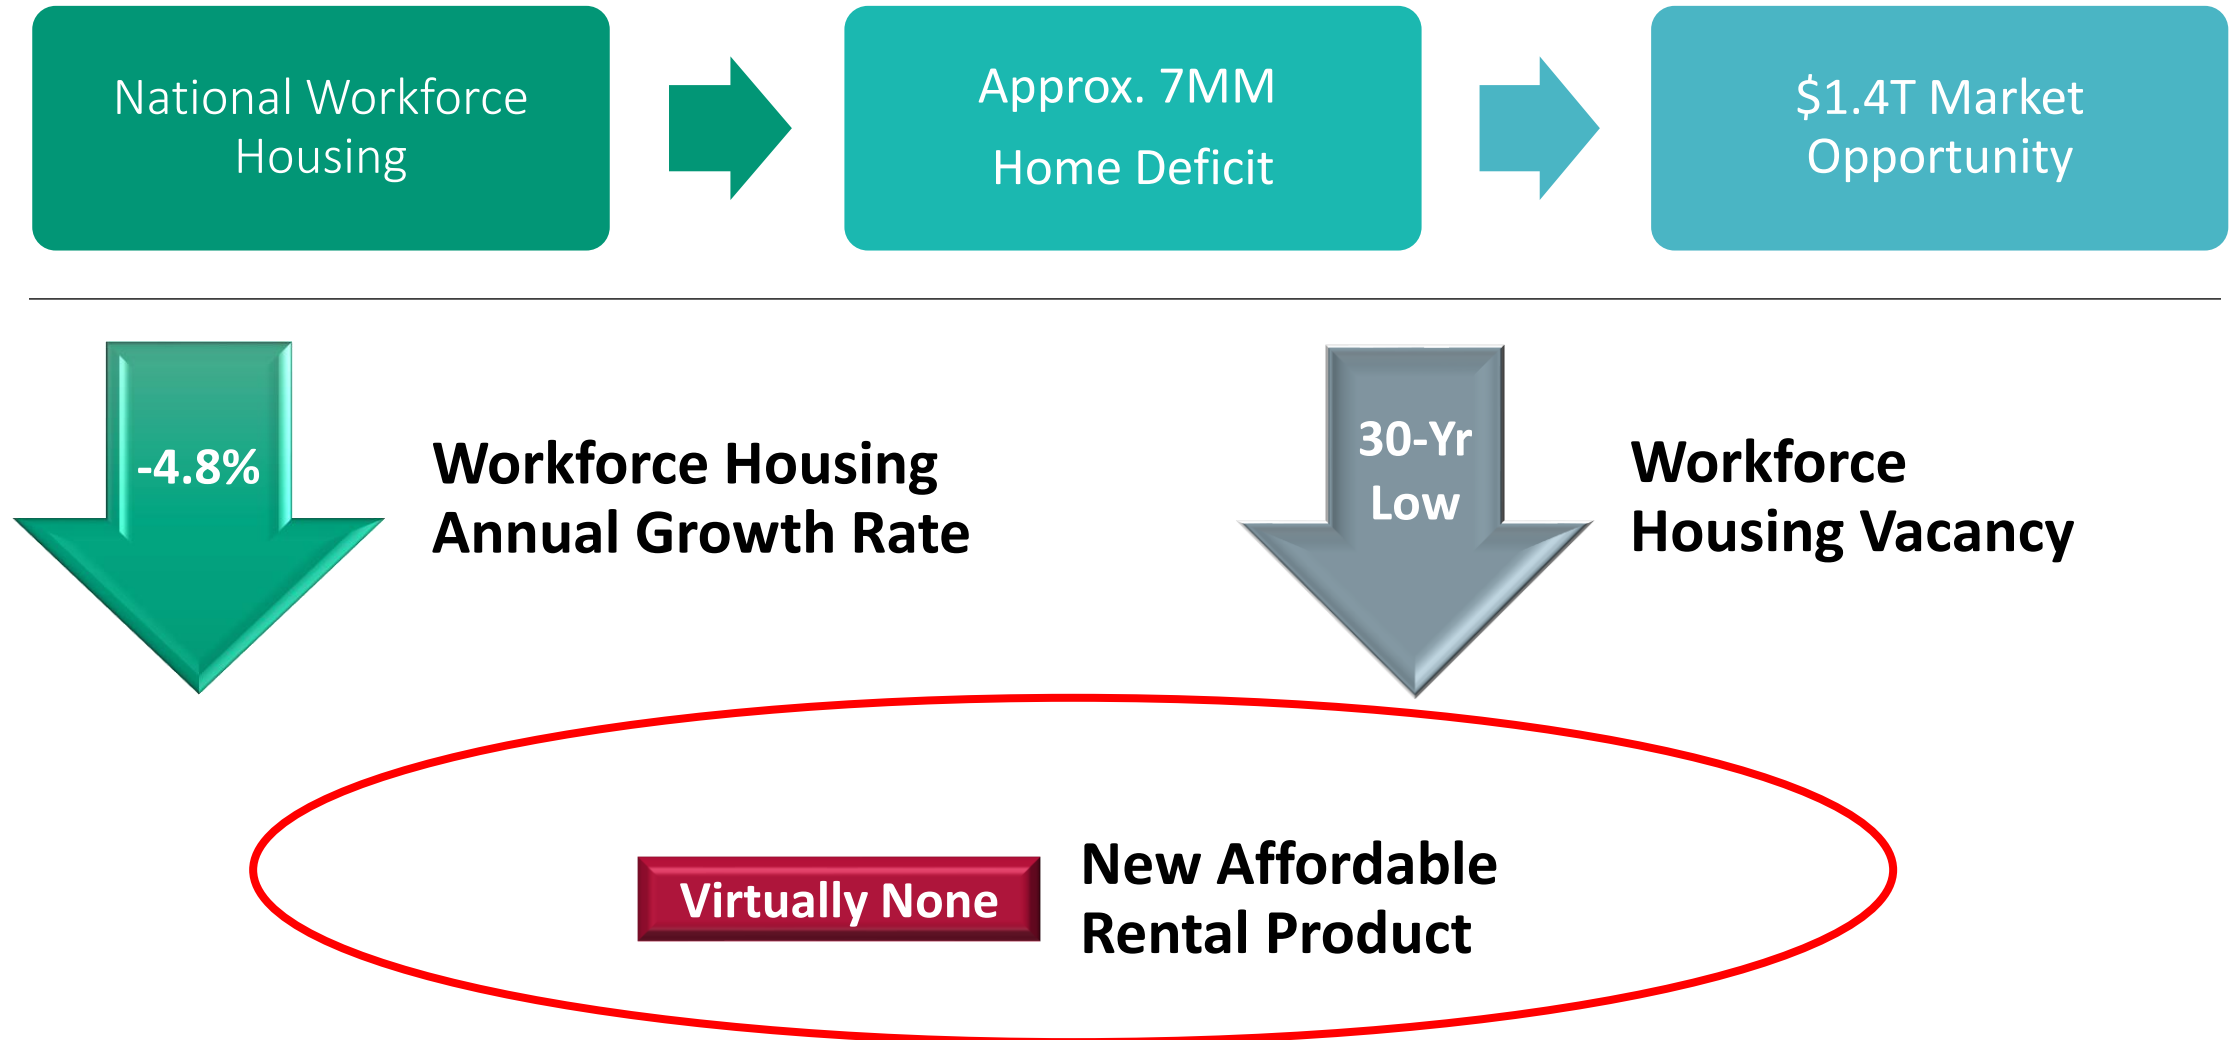 National Workforce
Housing
Approx. 7MM
Home Deficit
$1.4T Market
Opportunity
-4.8%
Workforce Housing
Annual Growth Rate
30-Yr
Low
Workforce
Housing Vacancy
Virtually None
New Affordable
Rental Product